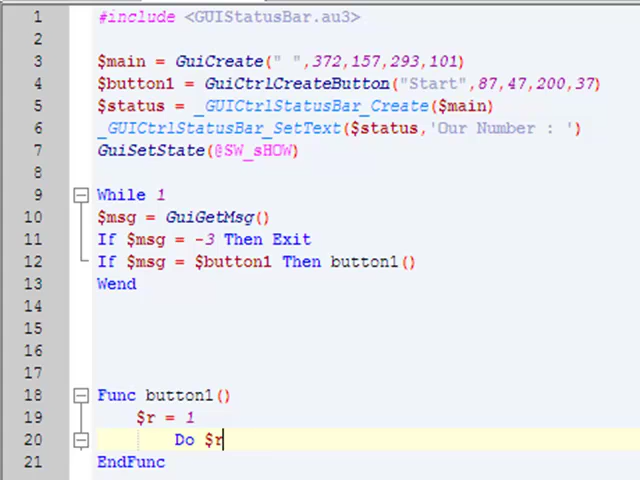 1 #include <GUIStatusBar.au3>
2
3 $main = GuiCreate(" ",372,157,293,101)
4 $button1 = GuiCtrlCreateButton("Start",87,47,200,37)
5 $status = _GUICtrlStatusBar_Create($main)
6 _GUICtrlStatusBar_SetText($status,'Our Number : ')
7 GuiSetState(@SW_sHOW)
8
9 While 1
10 $msg = GuiGetMsg()
11 If $msg = -3 Then Exit
12 If $msg = $button1 Then button1()
13 Wend
14
15
16
17
18 Func button1()
19 $r = 1
20 Do $r
21 EndFunc